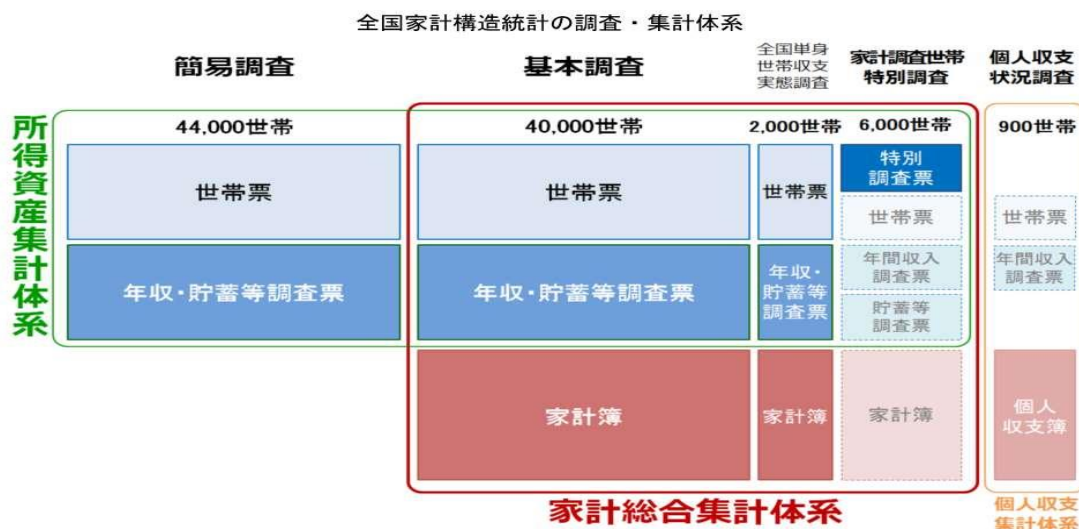 全国家計構造統計の調査・集計体系
簡易調査
基本調査
全国単身
世帯収支
実態調査
家計調査世帯
特別調査
個人収支
状況調査
所得資産集計体系
44,000世帯
40,000世帯
2,000世帯
6,000世帯
900世帯
世帯票
世帯票
世帯票
特別
調査票
世帯票
世帯票
年収・貯蓄等調査票
年収・貯蓄等調査票
年収・
貯蓄等
調査票
年間収入
調査票
貯蓄等
調査票
年間収入
調査票
家計簿
家計簿
家計簿
個人
収支簿
家計総合集計体系
個人収支
集計体系